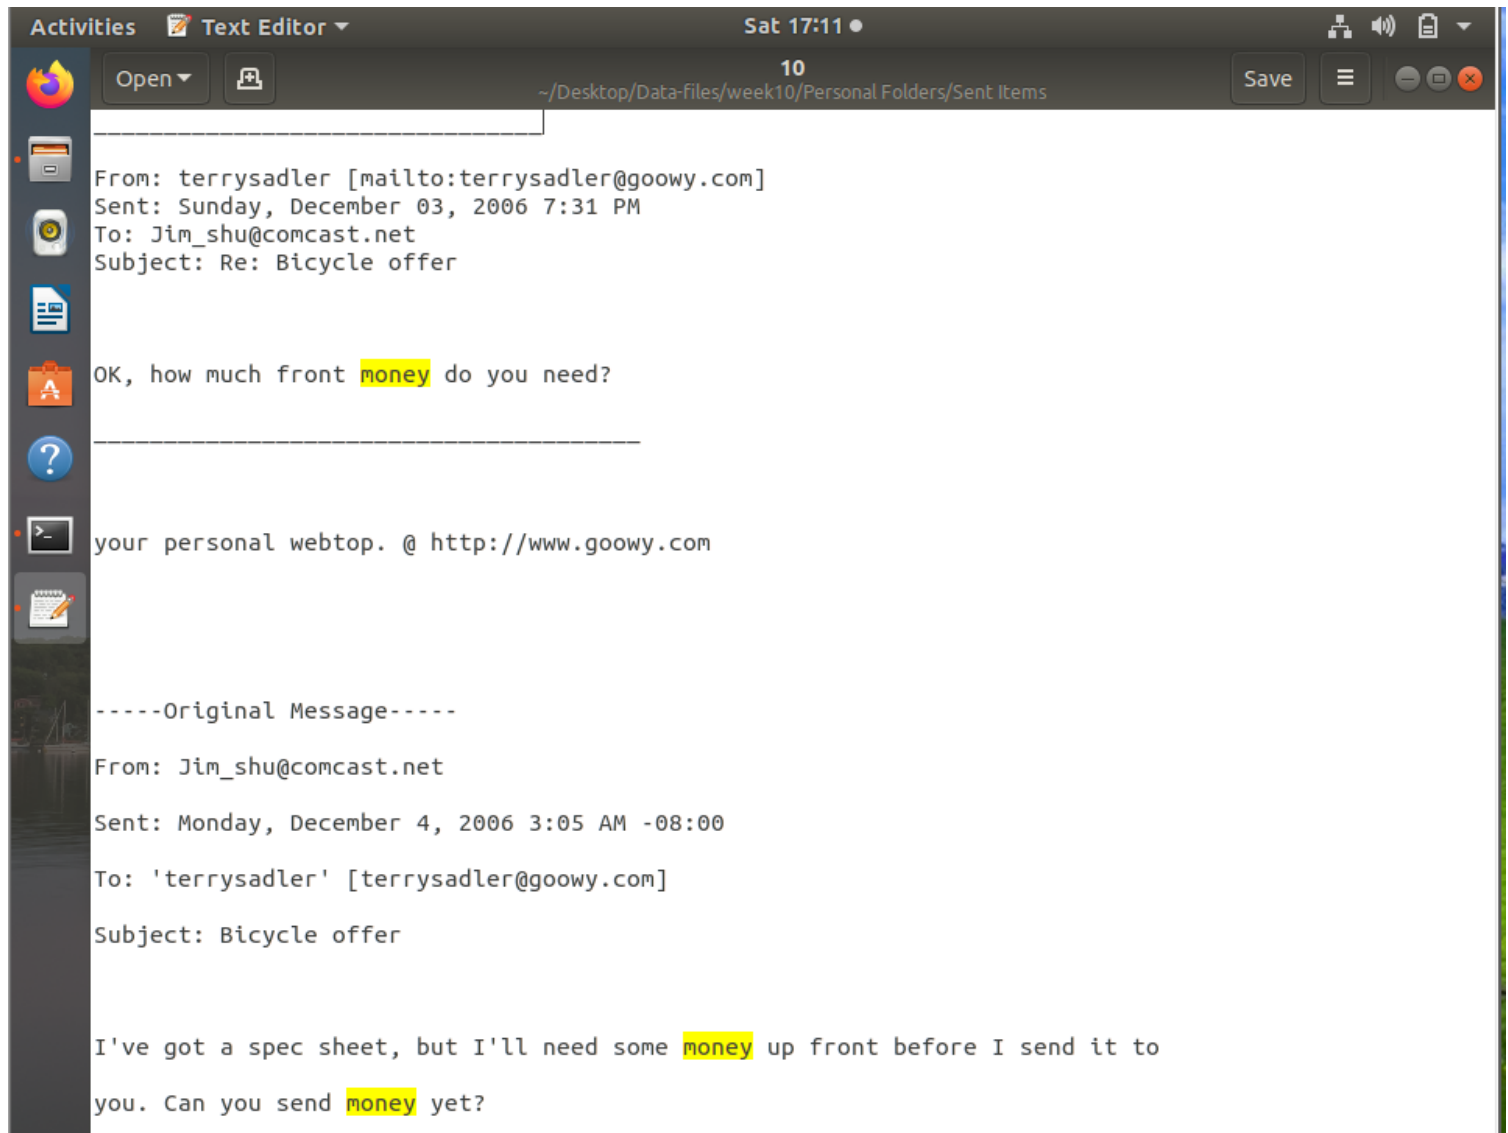 Activities Text Editor Sat 17:11
Open 10 Save
~/Desktop/Data-files/week10/Personal Folders/Sent Items
________________________________
From: terrysadler [mailto:terrysadler@goowy.com]
Sent: Sunday, December 03, 2006 7:31 PM
To: Jim_shu@comcast.net
Subject: Re: Bicycle offer
OK, how much front money do you need?
_______________________________________
your personal webtop. @ http://www.goowy.com
-----Original Message-----
From: Jim_shu@comcast.net
Sent: Monday, December 4, 2006 3:05 AM -08:00
To: 'terrysadler' [terrysadler@goowy.com]
Subject: Bicycle offer
I've got a spec sheet, but I'll need some money up front before I send it to
you. Can you send money yet?